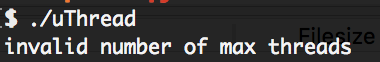 $ ./uThread
Filesize
invalid number of max threads